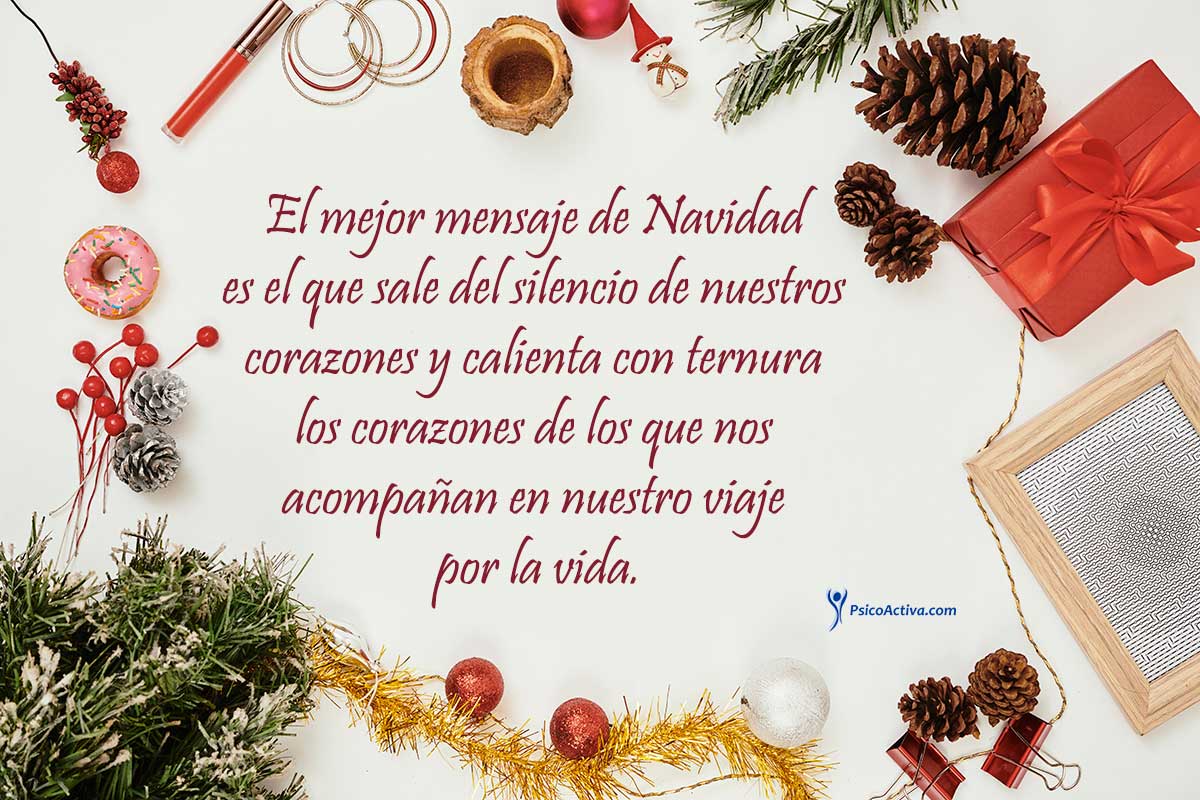 El mejor mensaje de Navidad
es el que sale del silencio de nuestros
corazones y calienta con ternura
los corazones de los que nos
acompañan en nuestro viaje
por la vida.
PsicoActiva.com